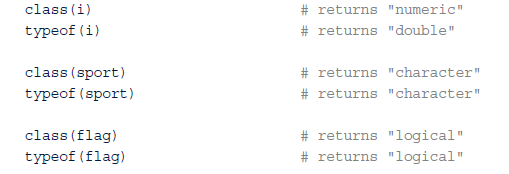 class(i) # returns "numeric"
typeof(i) # returns "double"
class(sport) # returns "character"
typeof(sport) # returns "character"
class(flag) # returns "logical"
typeof(flag) # returns "logical"